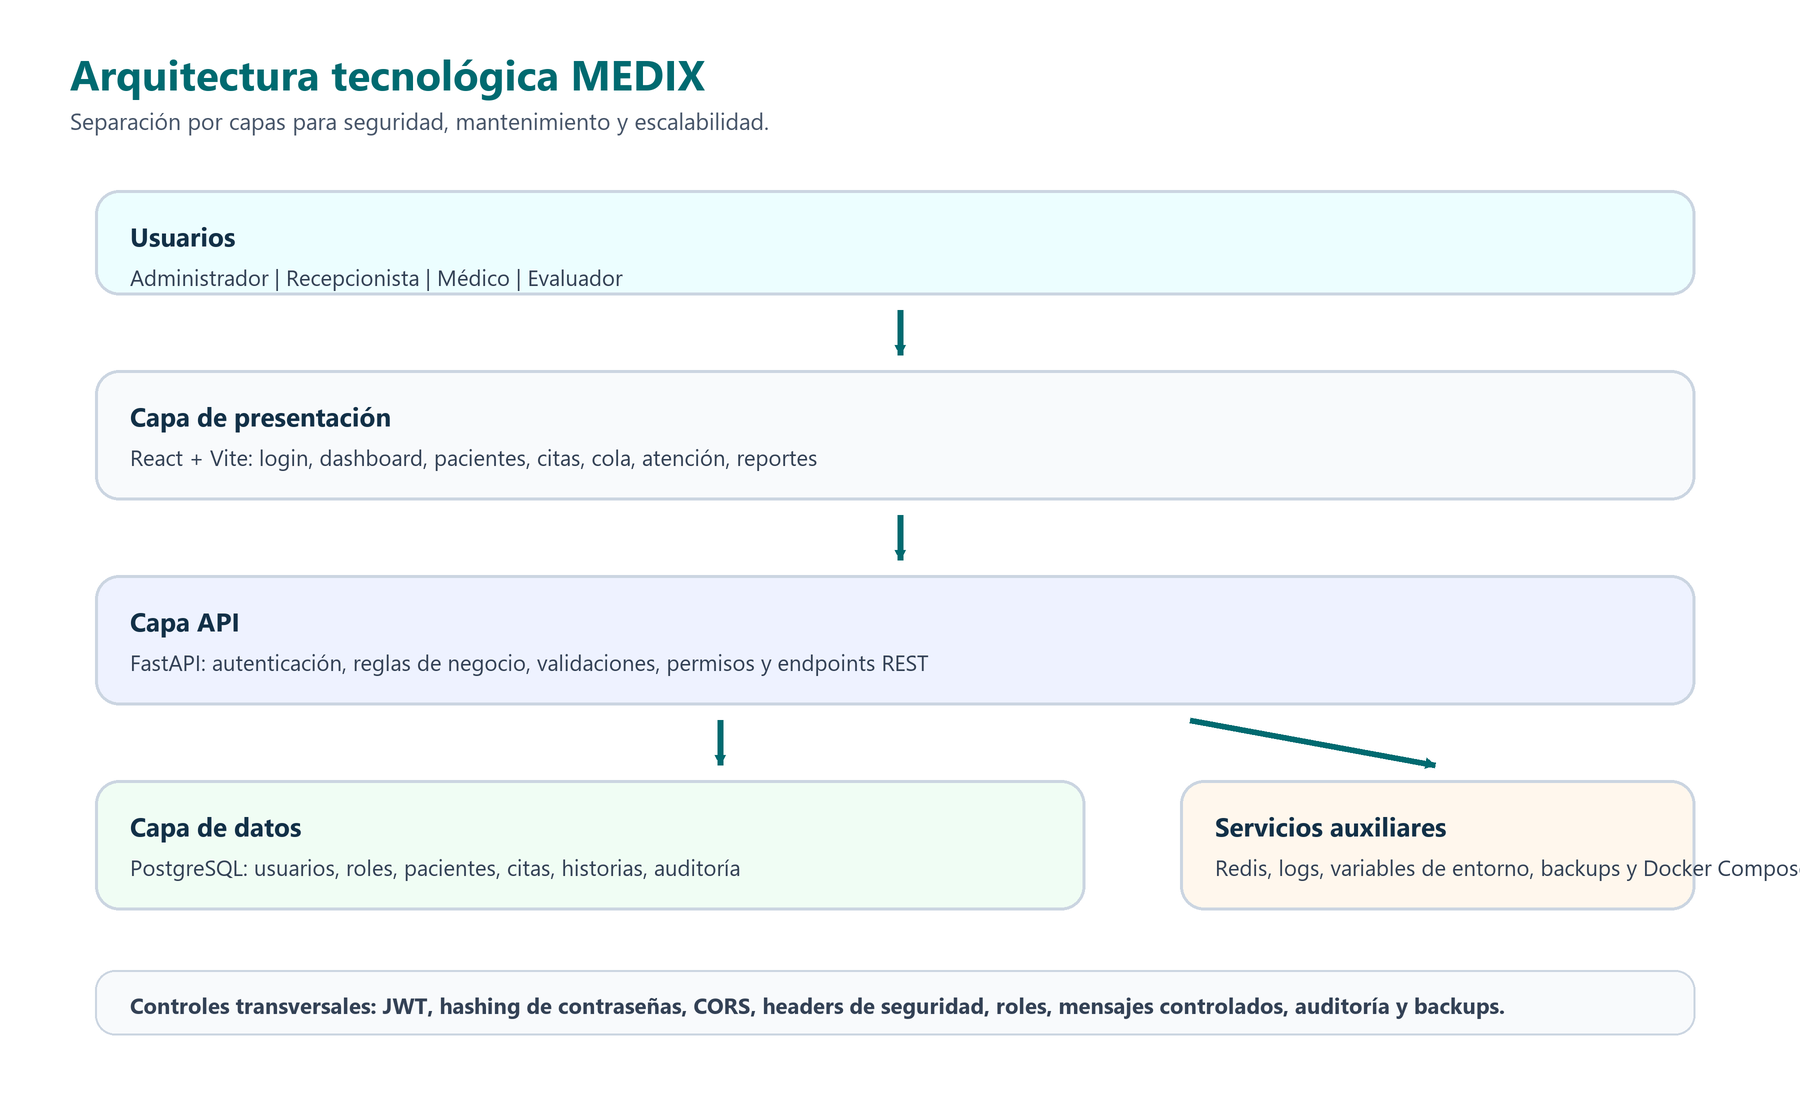 Arquitectura tecnológica MEDIX
Separación por capas para seguridad, mantenimiento y escalabilidad.
Usuarios
Administrador | Recepcionista | Médico | Evaluador
Capa de presentación
React + Vite: login, dashboard, pacientes, citas, cola, atención, reportes
Capa API
FastAPI: autenticación, reglas de negocio, validaciones, permisos y endpoints REST
Capa de datos
PostgreSQL: usuarios, roles, pacientes, citas, historias, auditoría
Servicios auxiliares
Redis, logs, variables de entorno, backups y Docker Compos
Controles transversales: JWT, hashing de contraseñas, CORS, headers de seguridad, roles, mensajes controlados, auditoría y backups.